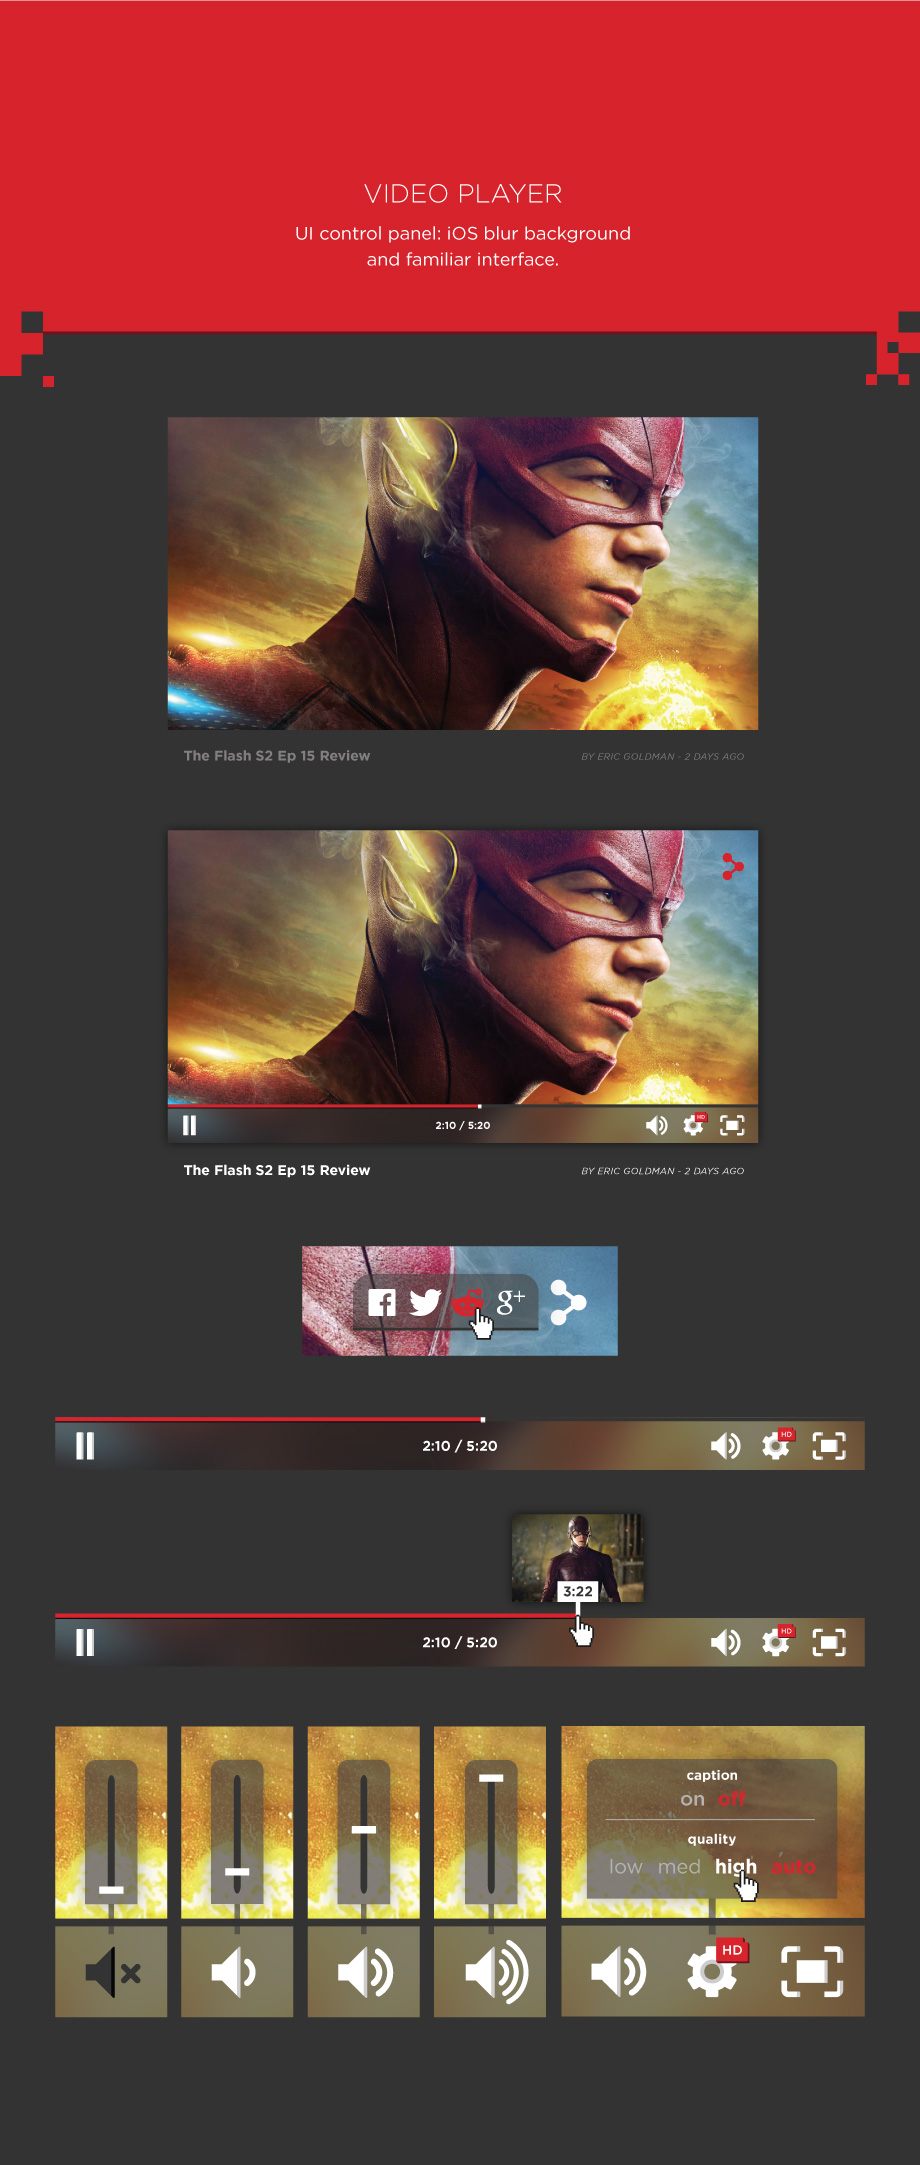 VIDEO PLAYER
UI control panel: iOS blur background
and familiar interface.
The Flash S2 Ep 15 Review
BY ERIC GOLDMAN - 2 DAYS AGO
HD
2:10 / 5:20
The Flash S2 Ep 15 Review
BY ERIC GOLDMAN - 2 DAYS AGO
g+
HD
2:10 / 5:20
3:22
HD
2:10 / 5:20
caption
on off
quality
low med high auto
HD